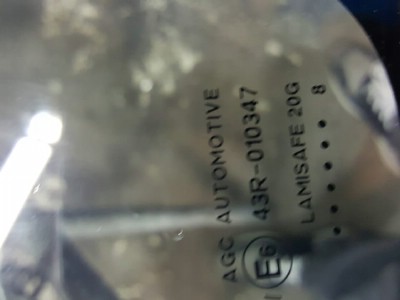 AGC AUTOMOTIVE
E6 43R-010347
LAMISAFE 20G
8